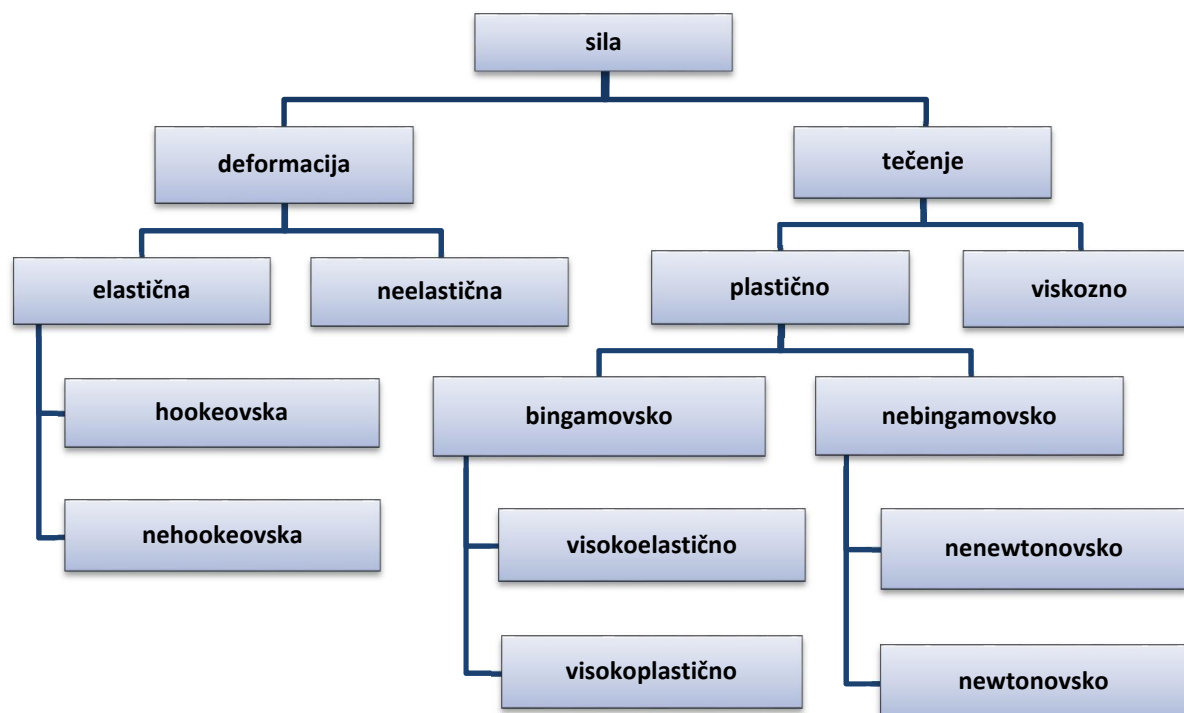 sila
deformacija
tečenje
elastična
neelastična
plastično
viskozno
hookeovska
nehookeovska
bingamovsko
nebingamovsko
visokoelastično
visokoplastično
nenewtonovsko
newtonovsko